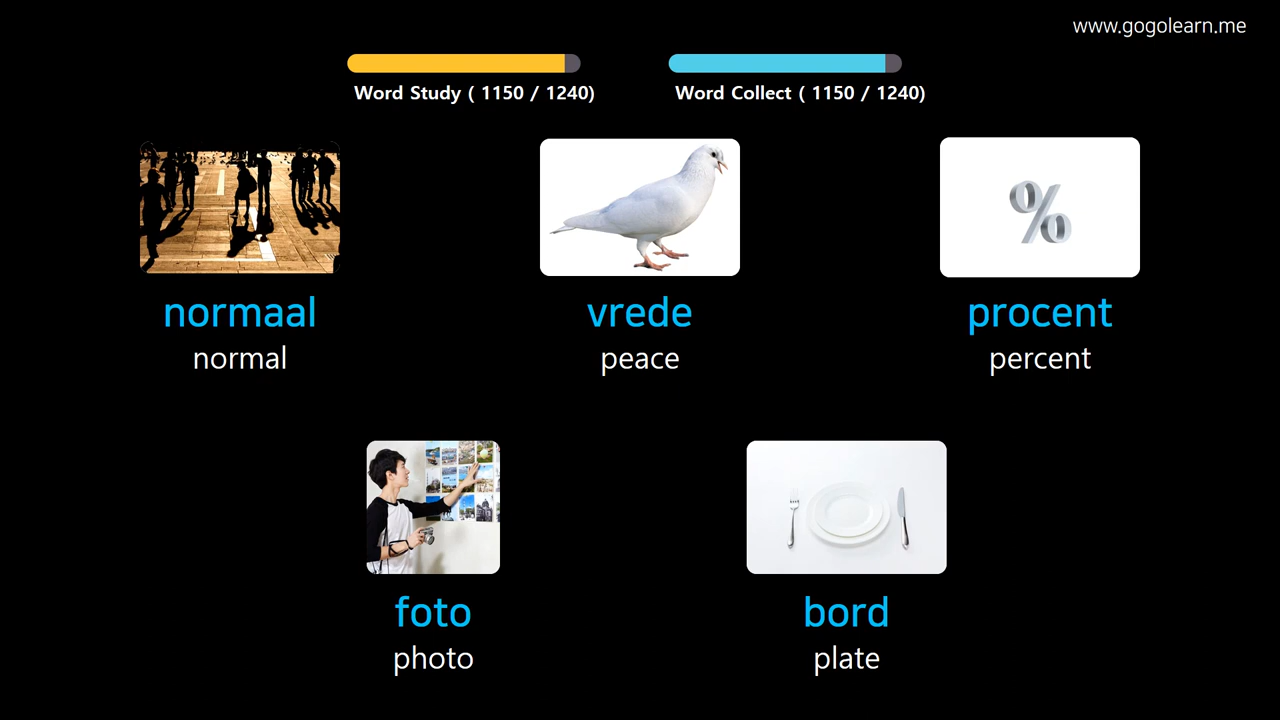 www.gogolearn.me
Word Study ( 1150 / 1240)
Word Collect ( 1150 / 1240)
normaal
normal
vrede
peace
procent
percent
%
foto
photo
bord
plate